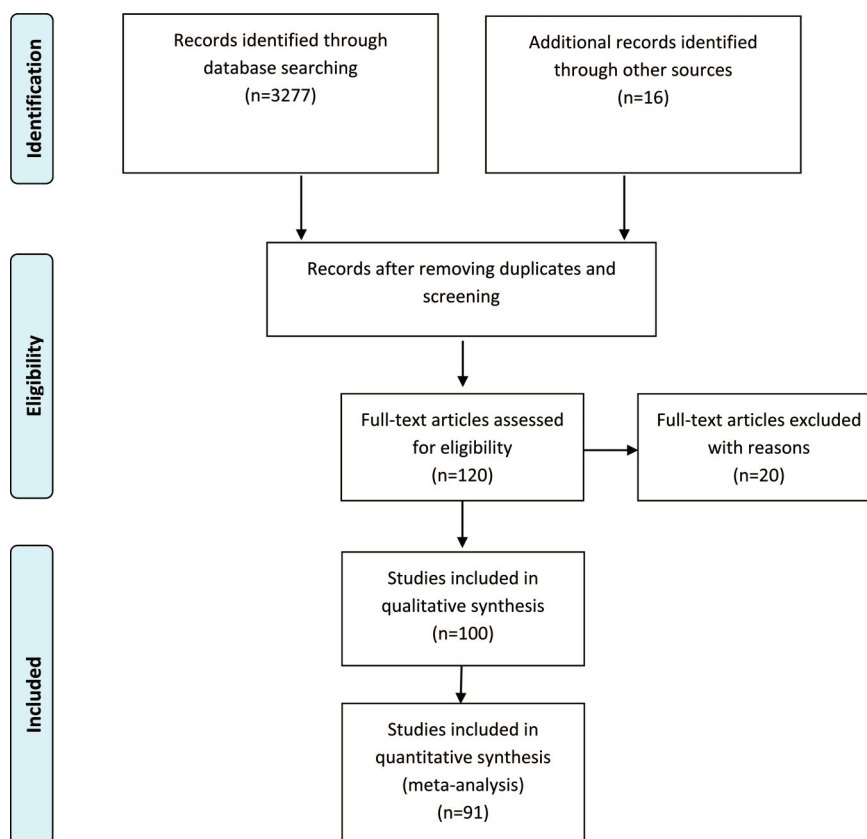 Identification
Records identified through
database searching
(n=3277)
Additional records identified
through other sources
(n=16)
Eligibility
Records after removing duplicates and
screening
Full-text articles assessed
for eligibility
(n=120)
Full-text articles excluded
with reasons
(n=20)
Included
Studies included in
qualitative synthesis
(n=100)
Studies included in
quantitative synthesis
(meta-analysis)
(n=91)